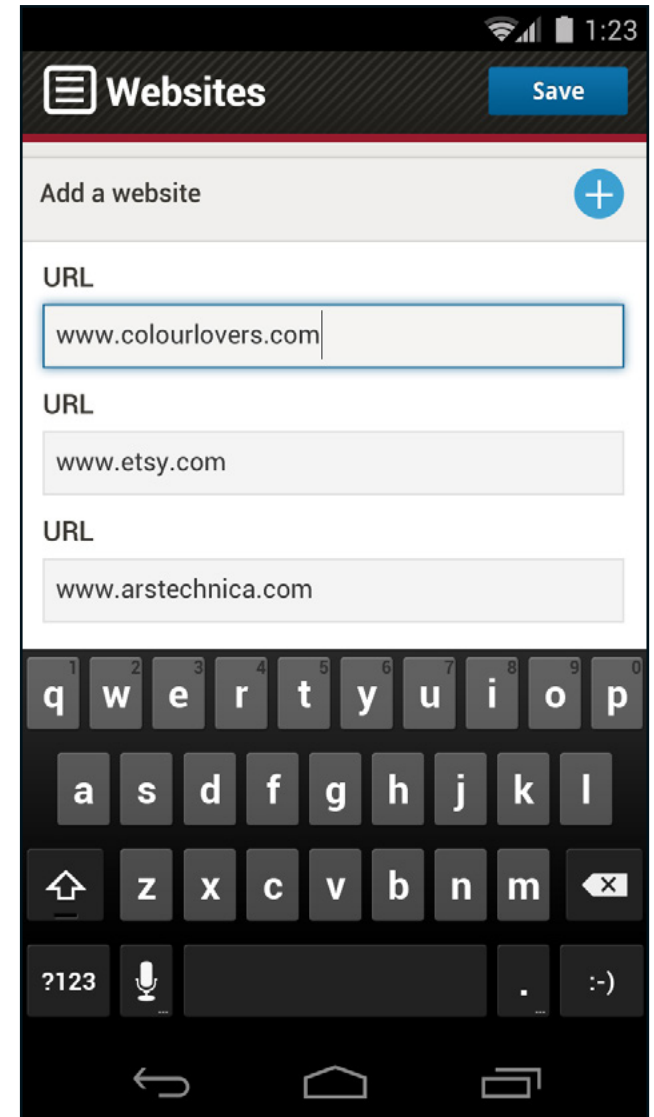 1:23
Websites Save
Add a website
URL
www.colourlovers.com
URL
www.etsy.com
URL
www.arstechnica.com
1 2 3 4 5 6 7 8 9 0
q w e r t y u i o p
a s d f g h j k l
z x c v b n m
?123 . :-)